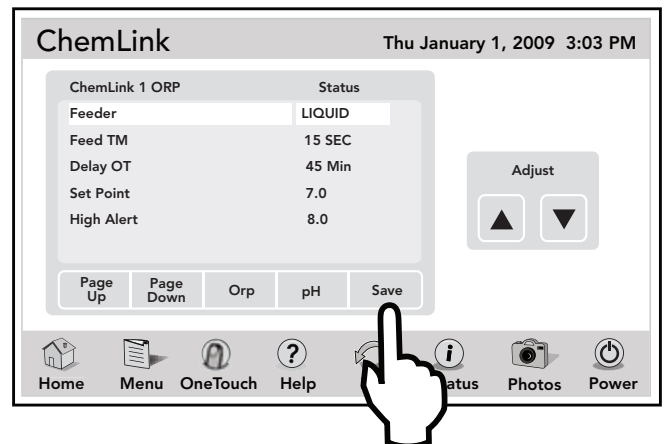 ChemLink Thu January 1, 2009 3:03 PM
ChemLink 1 ORP Status
Feeder LIQUID
Feed TM 15 SEC
Delay OT 45 Min
Set Point 7.0
High Alert 8.0
Adjust
Page Up Page Down Orp pH Save
Home Menu OneTouch Help atus Photos Power